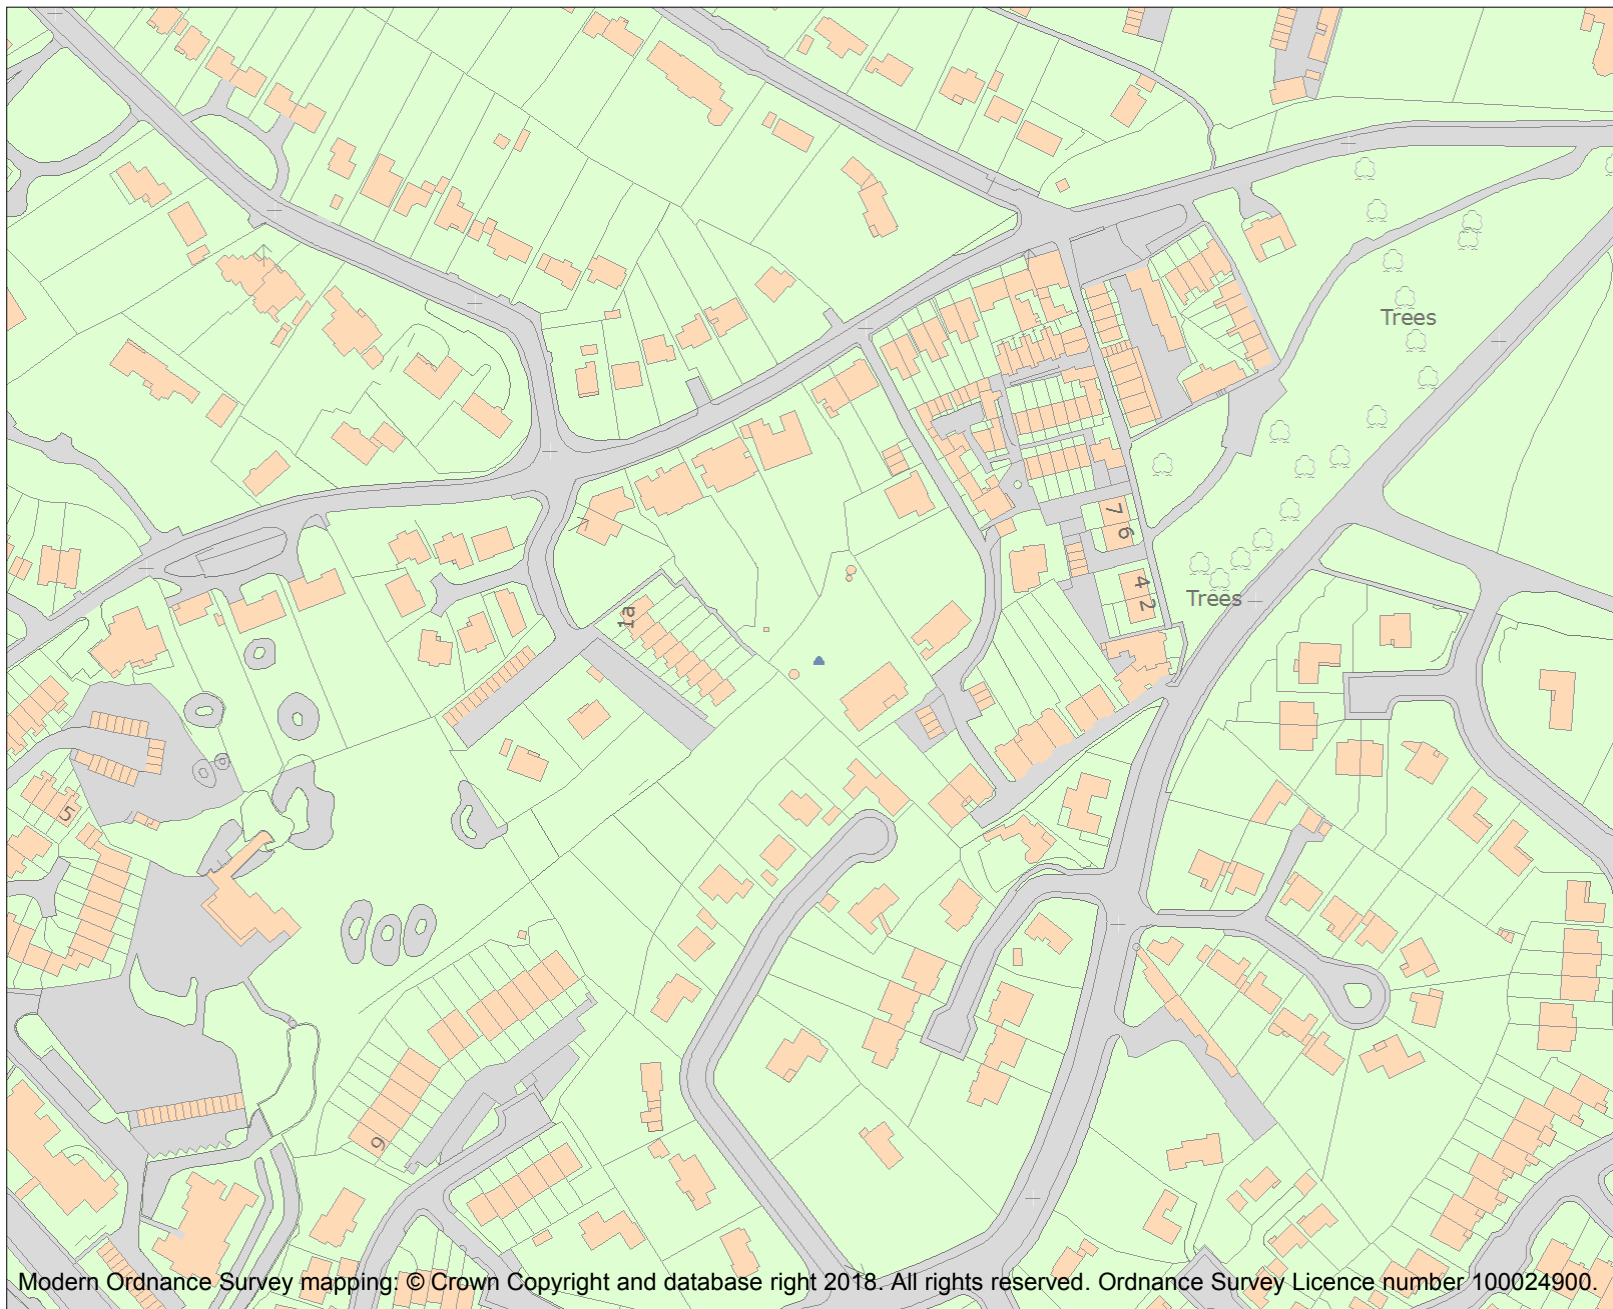 Trees
7 6
4 2
Trees
1a
5
9
Modern Ordnance Survey mapping: © Crown Copyright and database right 2018. All rights reserved. Ordnance Survey Licence number 100024900.